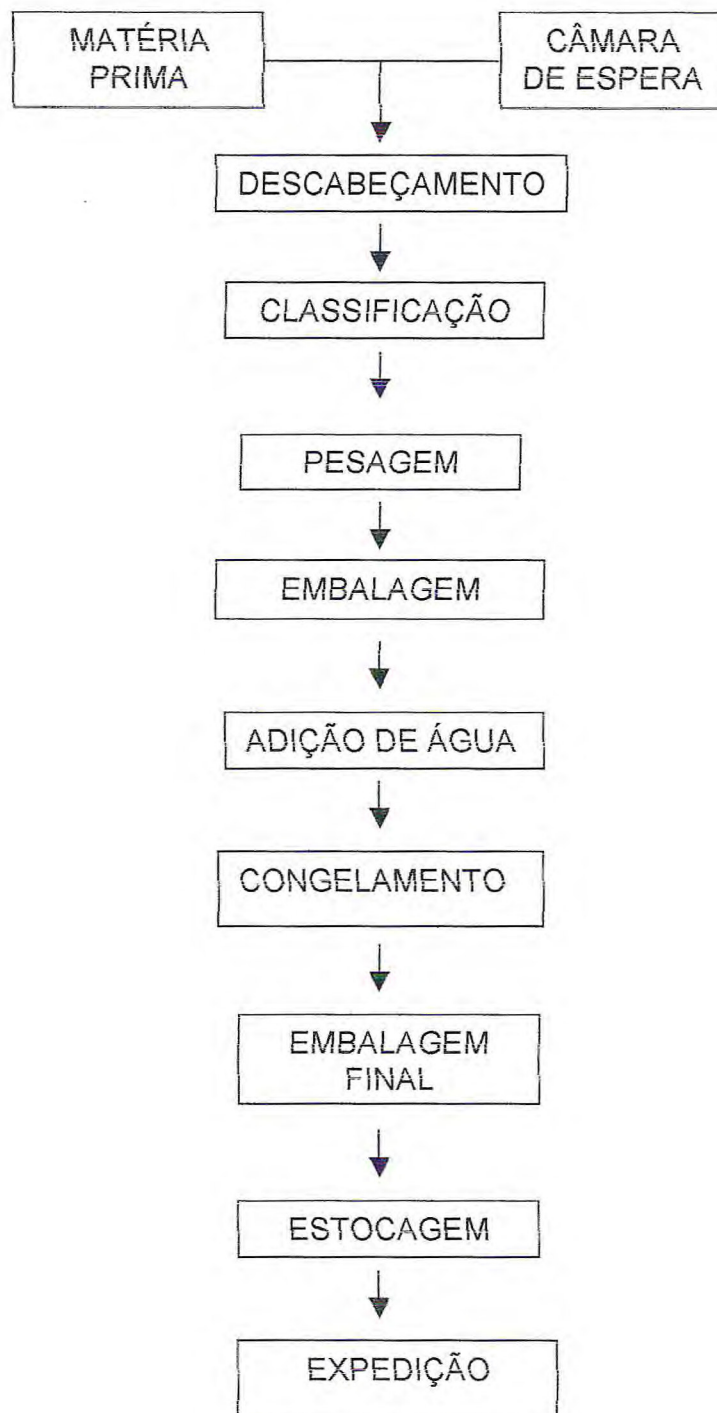 MATÉRIA
PRIMA
CÂMARA
DE ESPERA
DESCABEÇAMENTO
CLASSIFICAÇÃO
PESAGEM
EMBALAGEM
ADIÇÃO DE ÁGUA
CONGELAMENTO
EMBALAGEM
FINAL
ESTOCAGEM
EXPEDIÇÃO